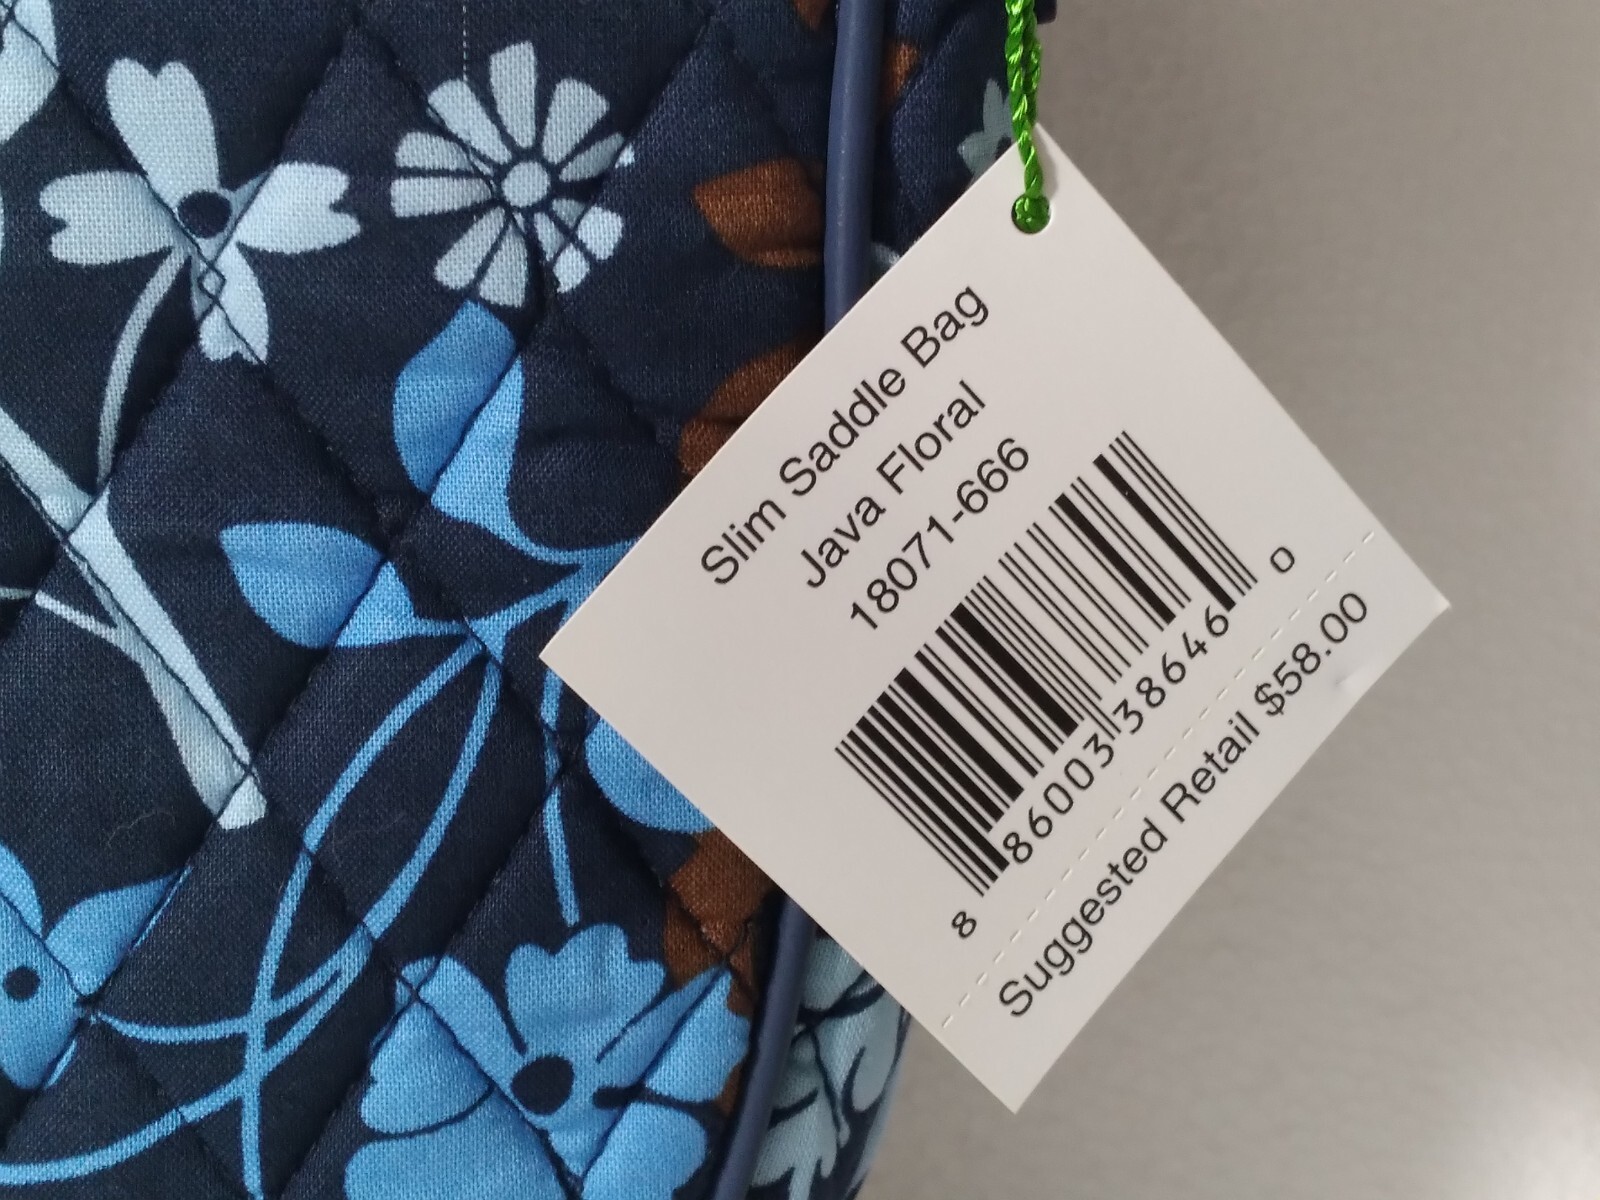 Slim Saddle Bag
Java Floral
18071-666
8 86003 38646 0
Suggested Retail $58.00